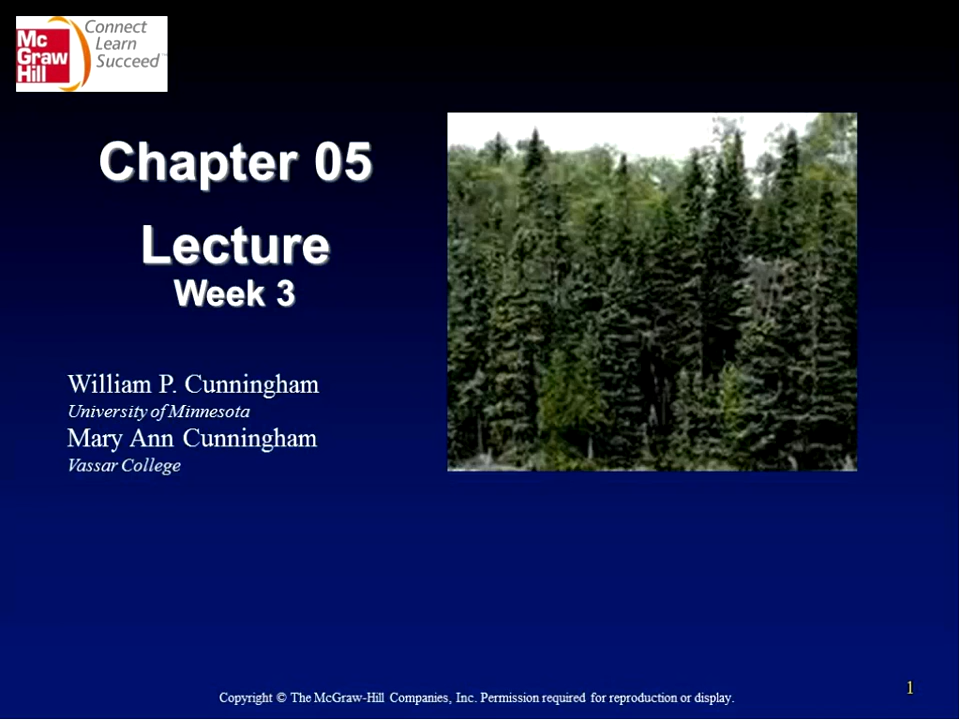 Mc
Graw
Hill
Connect
Learn
Succeed™
Chapter 05
Lecture
Week 3
William P. Cunningham
University of Minnesota
Mary Ann Cunningham
Vassar College
Copyright © The McGraw-Hill Companies, Inc. Permission required for reproduction or display.
1